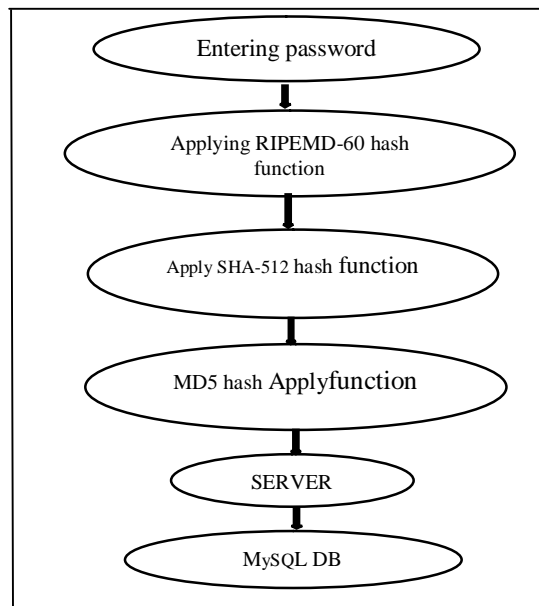 Entering password
Applying RIPEMD-60 hash
function
Apply SHA-512 hash function
MD5 hash Applyfunction
SERVER
MySQL DB